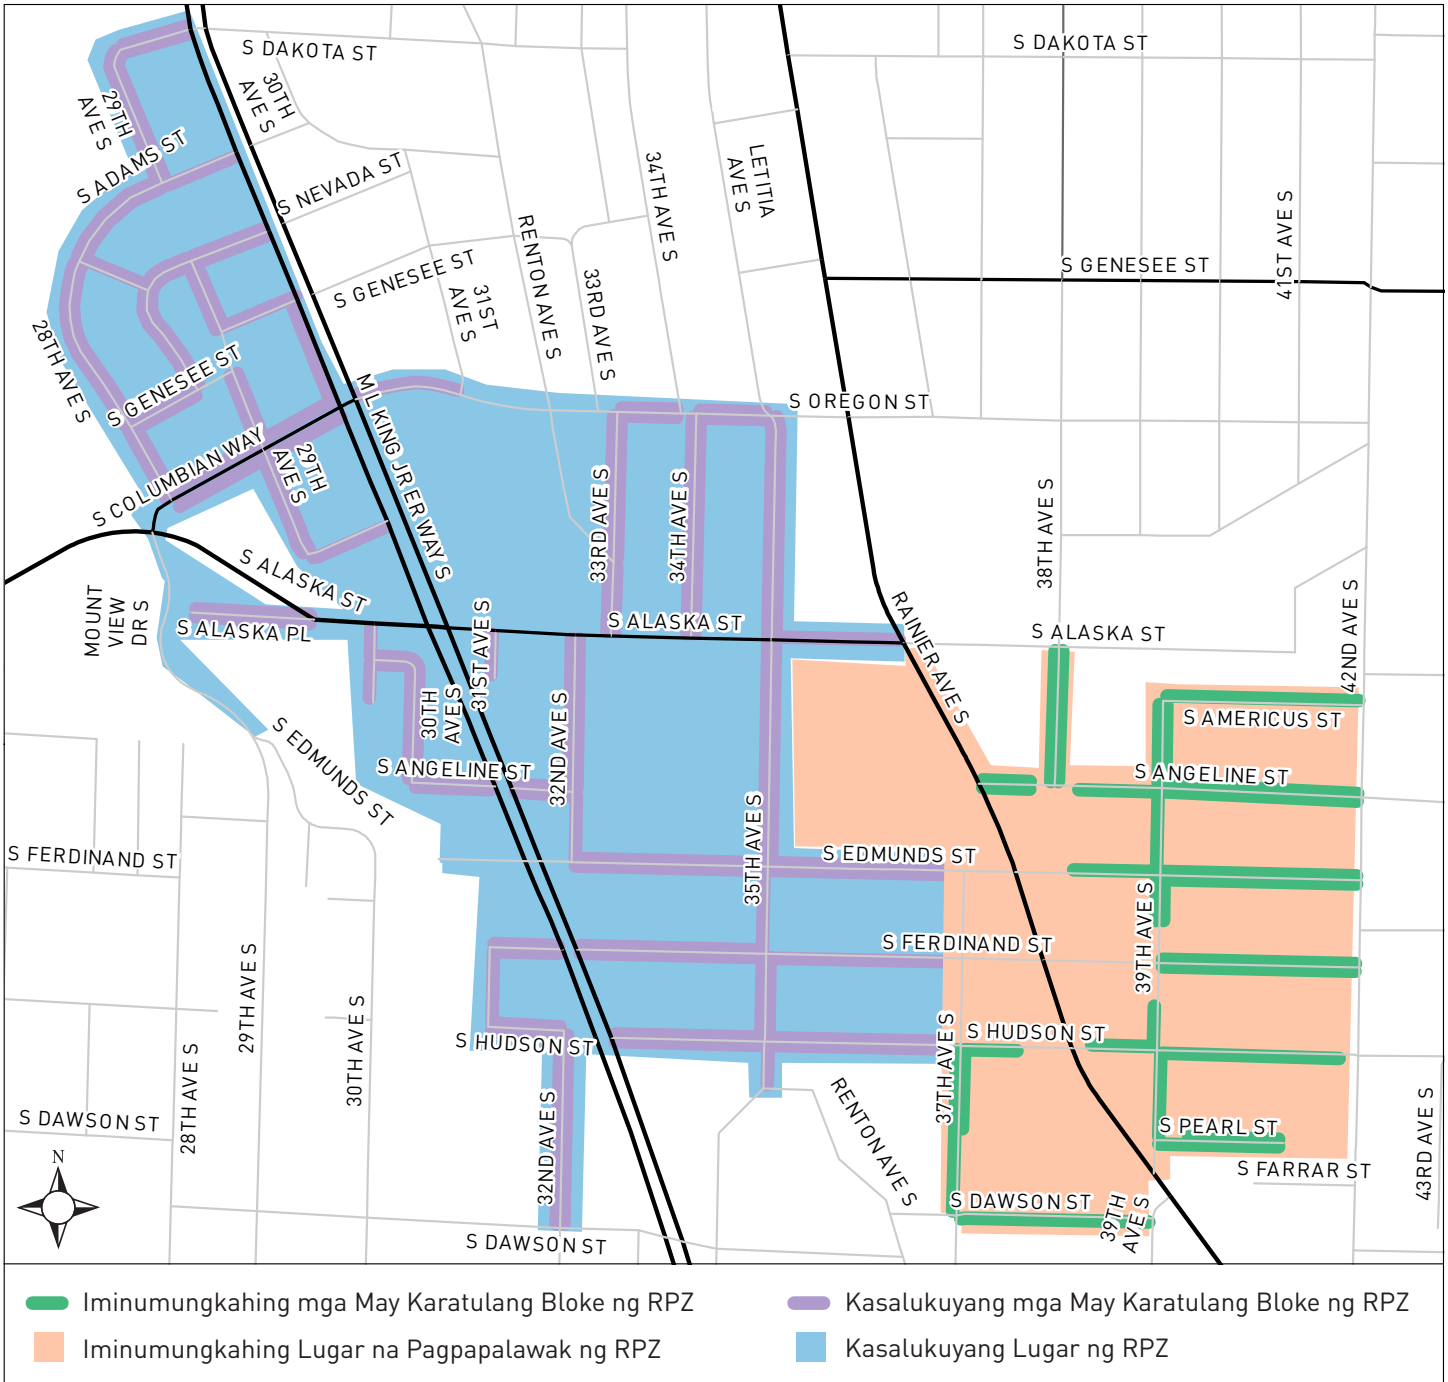 S DAKOTA ST
S DAKOTA ST
30TH
AVE S
29TH
AVE S
S ADAMS ST
S NEVADA ST
34TH AVE S
LETITIA
AVE S
RENTON AVE S
S GENESEE ST
31ST
AVE S
33RD AVE S
S GENESEE ST
41ST AVE S
28TH AVE S
S GENESEE ST
M L KING JR ER WAY S
S OREGON ST
S COLUMBIAN WAY
29TH
AVE S
33RD AVE S
34TH AVE S
38TH AVE S
S ALASKA ST
MOUNT
VIEW
DR S
S ALASKA PL
31ST AVE S
S ALASKA ST
RAINIER AVE S
S ALASKA ST
42ND AVE S
30TH
AVE S
32ND AVE S
S AMERICUS ST
S EDMUNDS ST
S ANGELINE ST
S ANGELINE ST
35TH AVE S
S FERDINAND ST
S EDMUNDS ST
39TH AVE S
S FERDINAND ST
29TH AVE S
30TH AVE S
28TH AVE S
S HUDSON ST
37TH AVE S
S HUDSON ST
32ND AVE S
RENTON AVE S
S DAWSON ST
S PEARL ST
S FARRAR ST
43RD AVE S
N
S DAWSON ST
39TH
AVE S
S DAWSON ST
Iminumungkahing mga May Karatulang Bloke ng RPZ
Kasalukuyang mga May Karatulang Bloke ng RPZ
Iminumungkahing Lugar na Pagpapalawak ng RPZ
Kasalukuyang Lugar ng RPZ